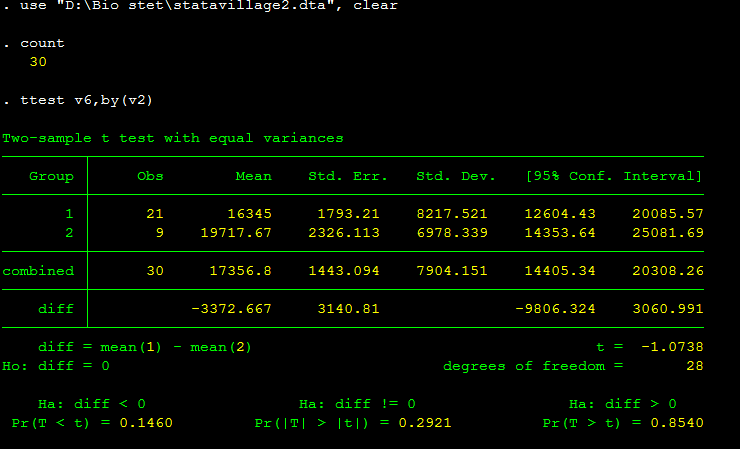 . use "D:\Bio stet\statavillage2.dta", clear
. count
30
. ttest v6,by(v2)
Two-sample t test with equal variances
Group Obs Mean Std. Err. Std. Dev. [95% Conf. Interval]
1 21 16345 1793.21 8217.521 12604.43 20085.57
2 9 19717.67 2326.113 6978.339 14353.64 25081.69
combined 30 17356.8 1443.094 7904.151 14405.34 20308.26
diff -3372.667 3140.81 -9806.324 3060.991
diff = mean(1) - mean(2) t = -1.0738
Ho: diff = 0 degrees of freedom = 28
Ha: diff < 0 Ha: diff != 0 Ha: diff > 0
Pr(T < t) = 0.1460 Pr(|T| > |t|) = 0.2921 Pr(T > t) = 0.8540